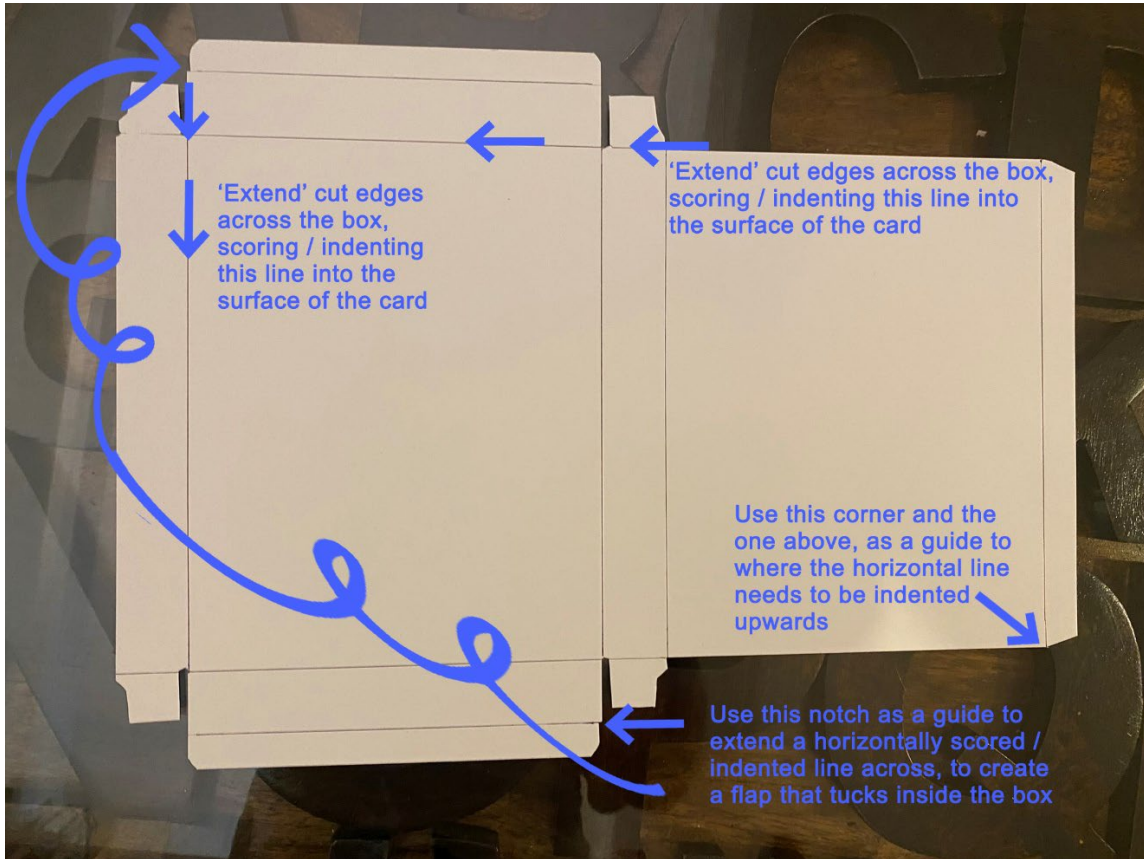 'Extend' cut edges across the box,
scoring / indenting this line into
the surface of the card
'Extend' cut edges
across the box,
scoring / indenting
this line into the
surface of the card
Use this corner and the
one above, as a guide to
where the horizontal line
needs to be indented
upwards
Use this notch as a guide to
extend a horizontally scored /
indented line across, to create
a flap that tucks inside the box